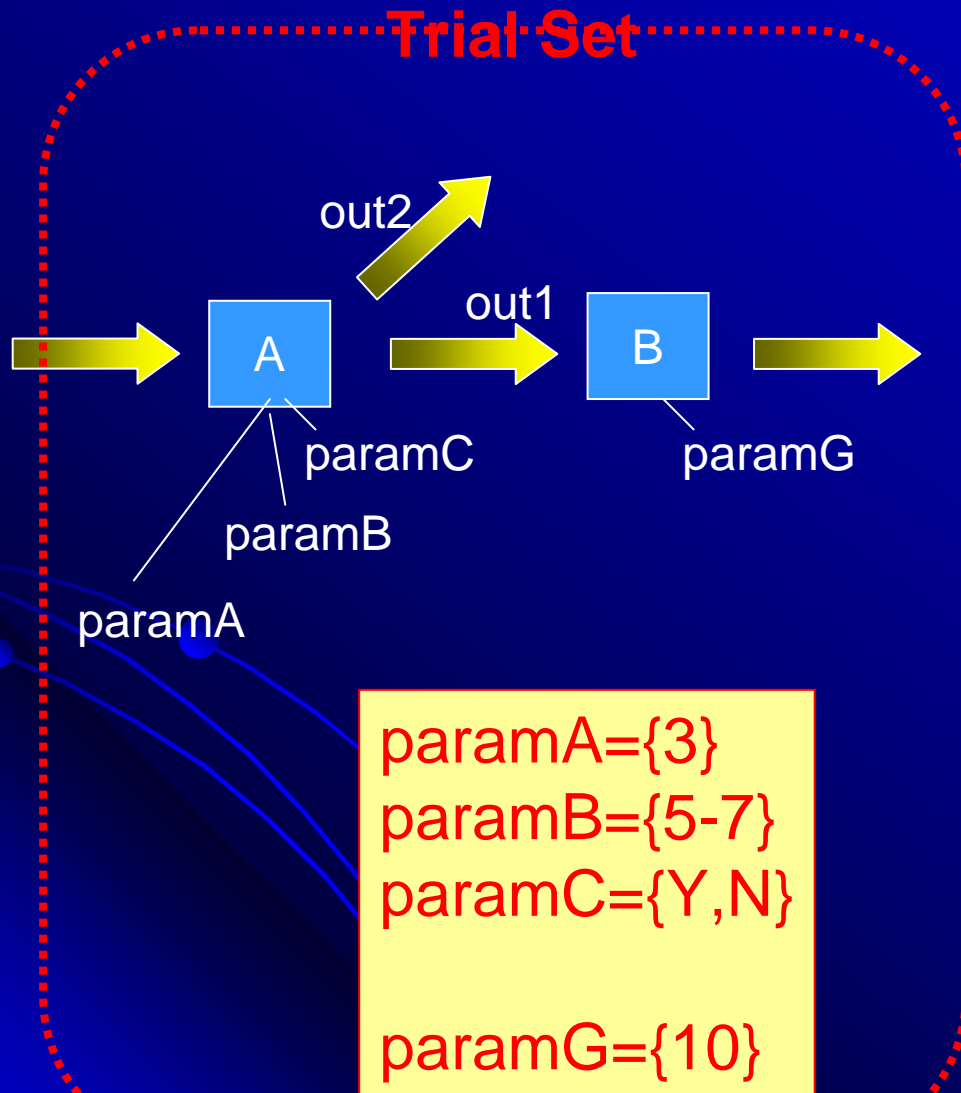 Trial Set
out2
out1
A
B
paramC
paramG
paramB
paramA
paramA={3}
paramB={5-7}
paramC={Y,N}
paramG={10}